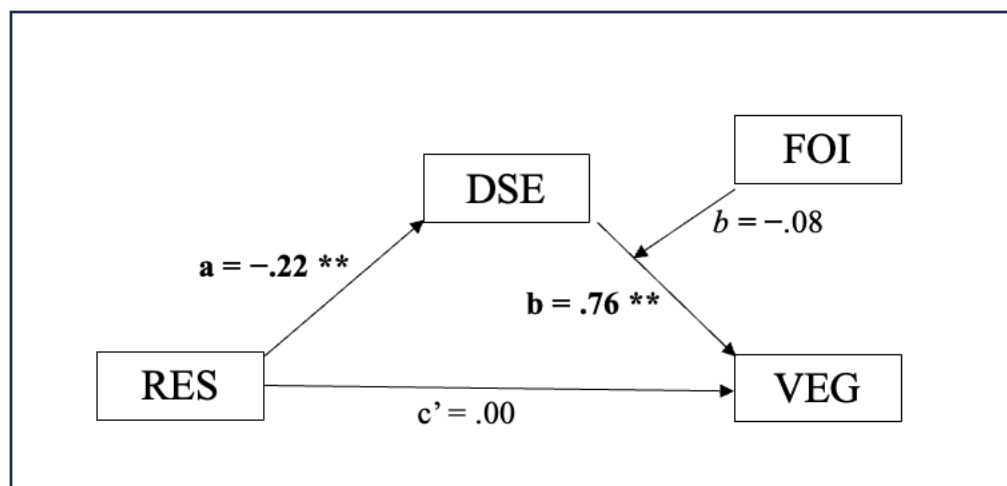 FOI
DSE
b = −.08
a = −.22 **
b = .76 **
RES
VEG
c’ = .00